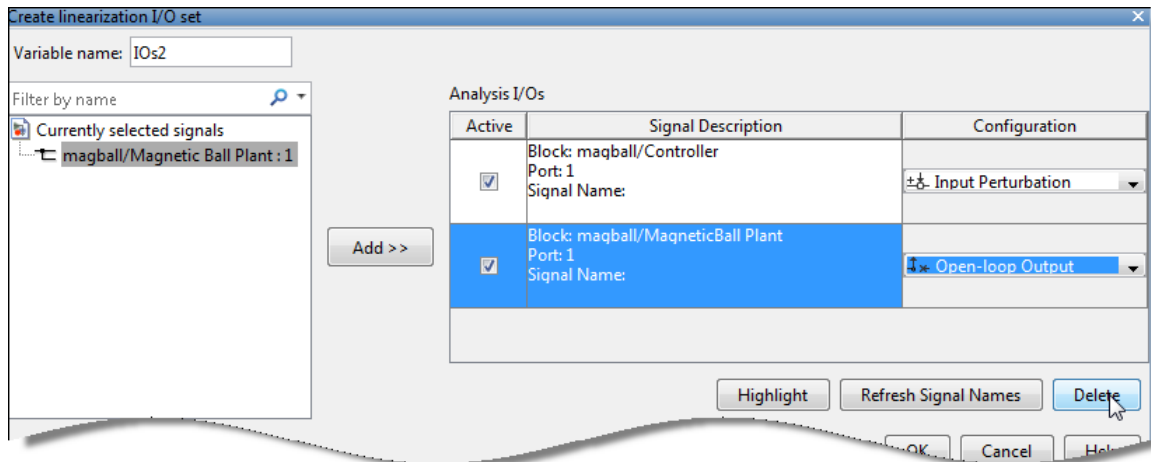 Create linearization I/O set
Variable name: IOs2
Filter by name
Currently selected signals
magball/Magnetic Ball Plant : 1
Add >>
Analysis I/Os
Active Signal Description Configuration
Block: magball/Controller
Port: 1
Signal Name:
Input Perturbation
Block: magball/MagneticBall Plant
Port: 1
Signal Name:
Open-loop Output
Highlight Refresh Signal Names Delete
OK Cancel Help